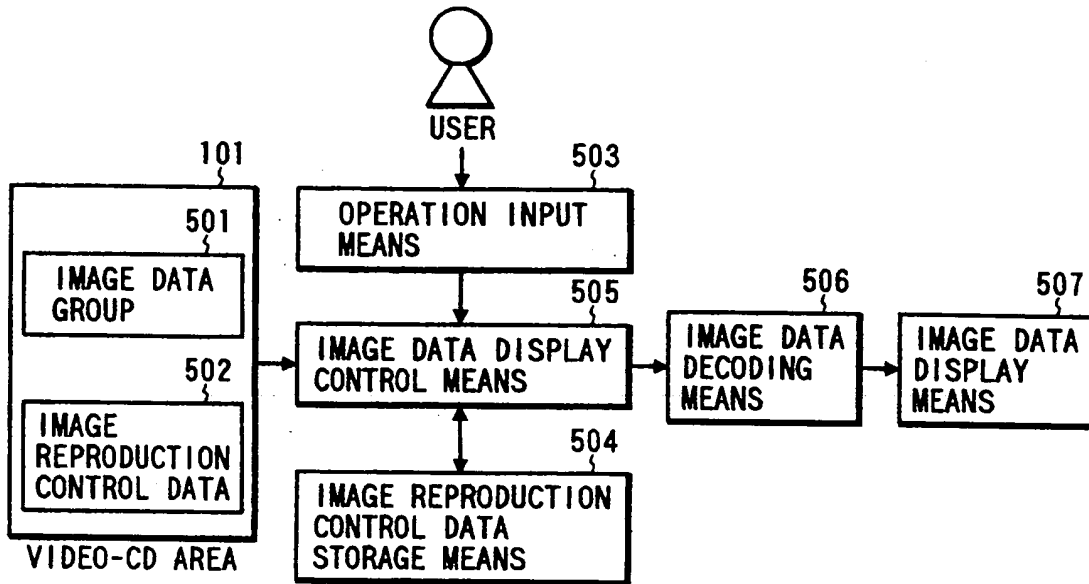 USER
101
501
IMAGE DATA
GROUP
502
IMAGE
REPRODUCTION
CONTROL DATA
VIDEO-CD AREA
503
OPERATION INPUT
MEANS
505
IMAGE DATA DISPLAY
CONTROL MEANS
504
IMAGE REPRODUCTION
CONTROL DATA
STORAGE MEANS
506
IMAGE DATA
DECODING
MEANS
507
IMAGE DATA
DISPLAY
MEANS